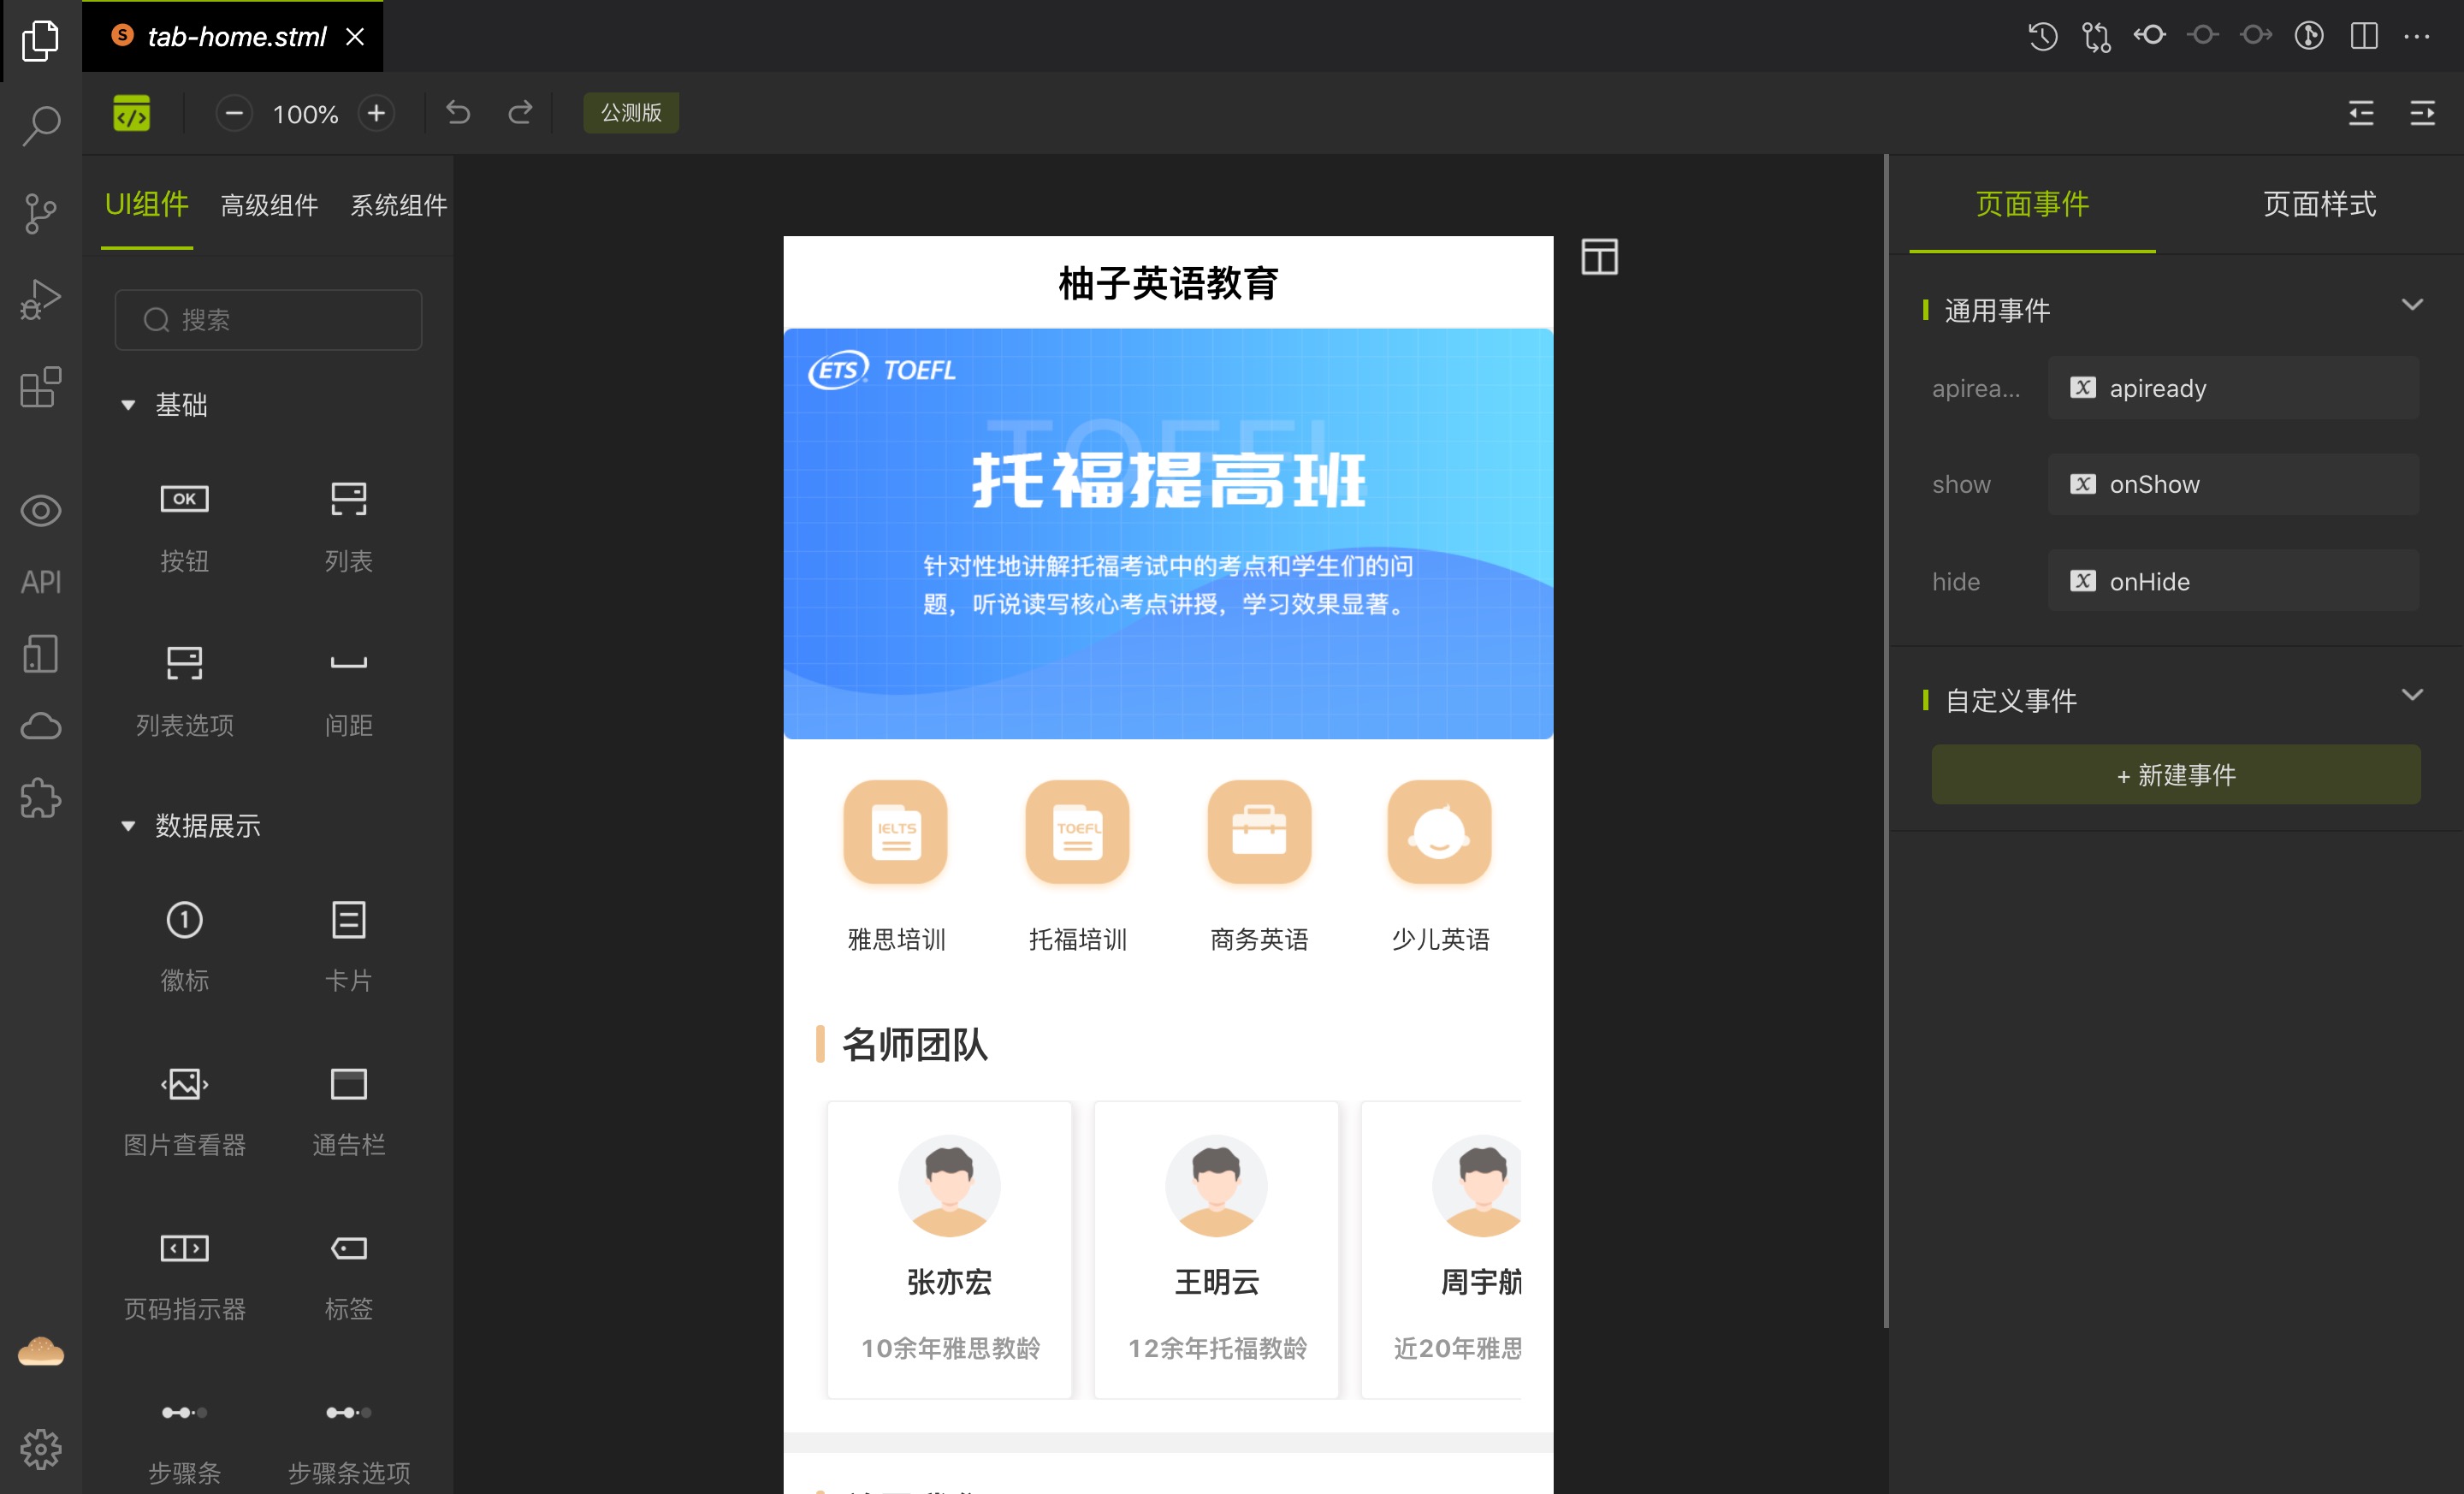 tab-home.stml
100%
公测版
UI组件 高级组件 系统组件
搜索
基础
OK
按钮 列表
列表选项 间距
数据展示
1
徽标 卡片
图片查看器 通告栏
页码指示器 标签
步骤条 步骤条选项
API
柚子英语教育
ETS TOEFL
TOEFL
托福提高班
针对性地讲解托福考试中的考点和学生们的问
题，听说读写核心考点讲授，学习效果显著。
IELTS TOEFL
雅思培训 托福培训 商务英语 少儿英语
名师团队
张亦宏 王明云 周宇航
10余年雅思教龄 12余年托福教龄 近20年雅思
页面事件 页面样式
通用事件
apirea... apiready
show onShow
hide onHide
自定义事件
+ 新建事件